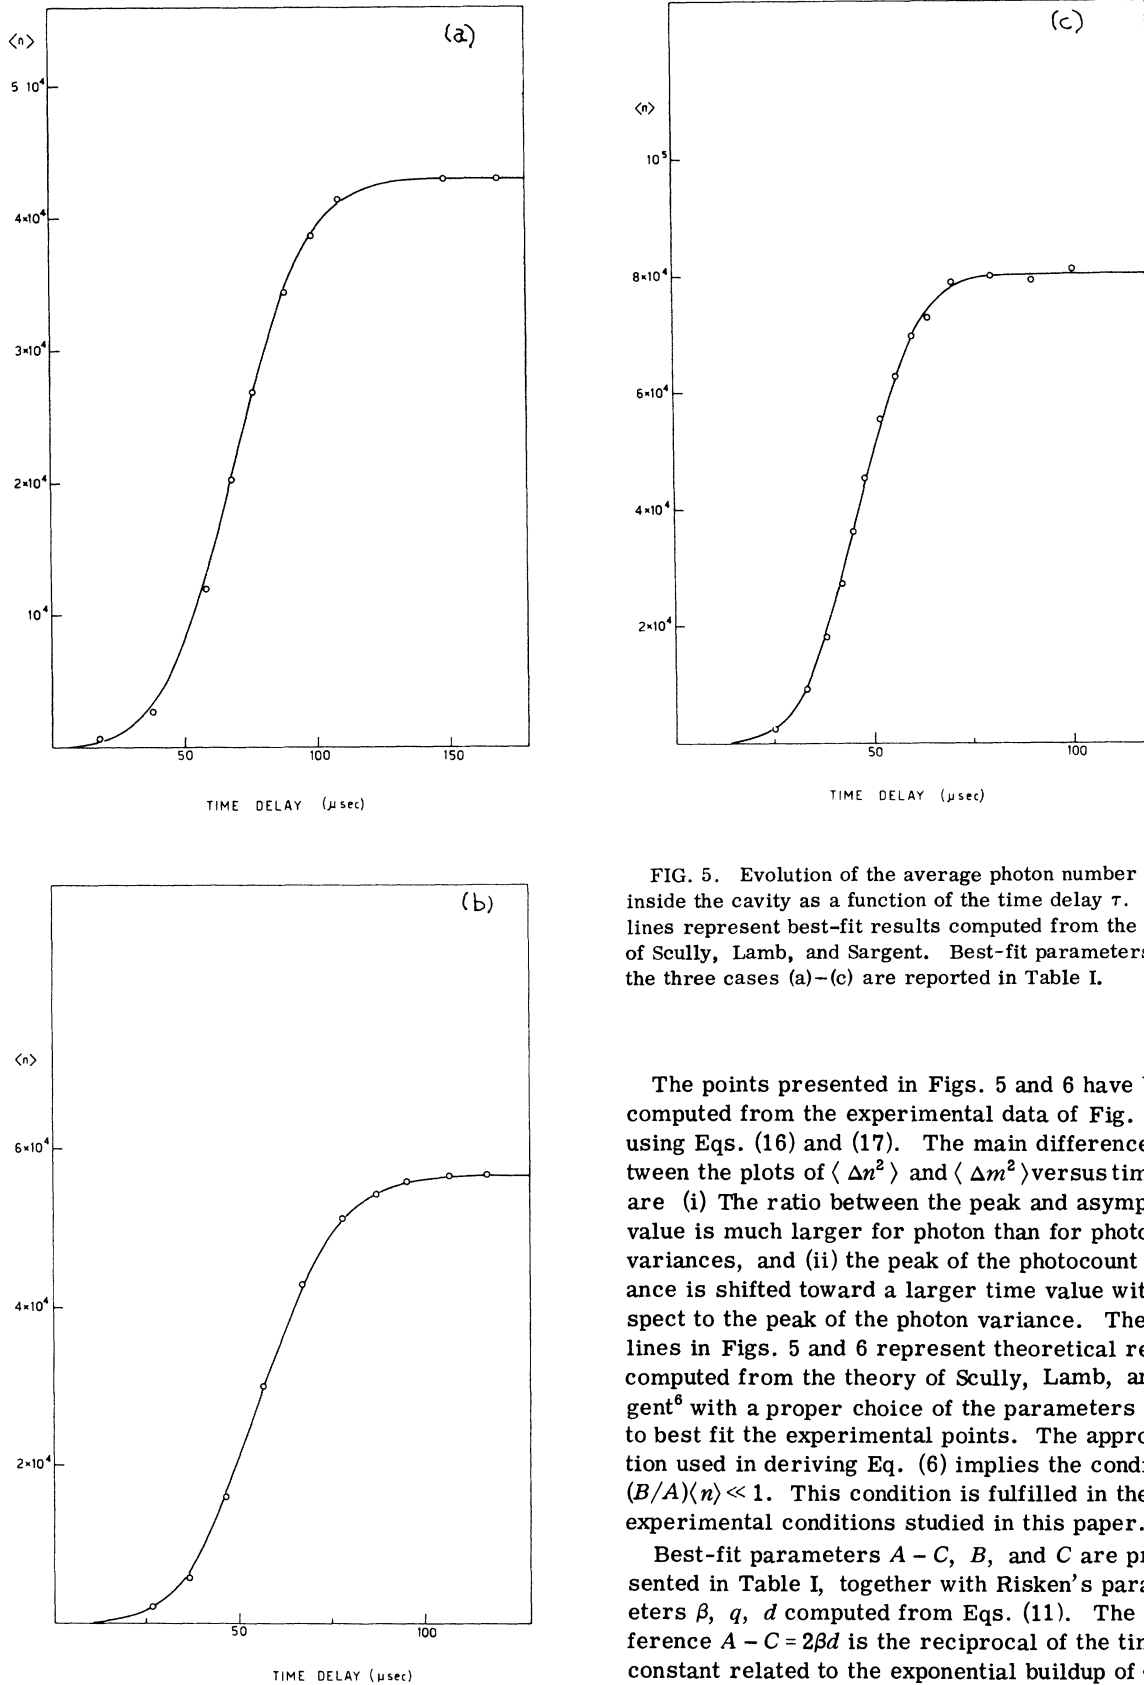 (a)
⟨n⟩
5 10⁴
4×10⁴
3×10⁴
2×10⁴
10⁴
50 100 150
TIME DELAY (μsec)
(b)
⟨n⟩
6×10⁴
4×10⁴
2×10⁴
50 100
TIME DELAY (μsec)
(c)
⟨n⟩
10⁵
8×10⁴
6×10⁴
4×10⁴
2×10⁴
50 100
TIME DELAY (μsec)
FIG. 5. Evolution of the average photon number
inside the cavity as a function of the time delay τ.
lines represent best-fit results computed from the
of Scully, Lamb, and Sargent. Best-fit parameters
the three cases (a)–(c) are reported in Table I.
The points presented in Figs. 5 and 6 have
computed from the experimental data of Fig.
using Eqs. (16) and (17). The main difference
tween the plots of ⟨ Δn² ⟩ and ⟨ Δm² ⟩ versus tim
are (i) The ratio between the peak and asymp
value is much larger for photon than for photo
variances, and (ii) the peak of the photocount
ance is shifted toward a larger time value wit
spect to the peak of the photon variance. The
lines in Figs. 5 and 6 represent theoretical re
computed from the theory of Scully, Lamb, a
gent⁶ with a proper choice of the parameters
to best fit the experimental points. The appro
tion used in deriving Eq. (6) implies the cond
(B/A)⟨n⟩ ≪ 1. This condition is fulfilled in the
experimental conditions studied in this paper.
Best-fit parameters A – C, B, and C are pr
sented in Table I, together with Risken's para
eters β, q, d computed from Eqs. (11). The
ference A – C = 2βd is the reciprocal of the tim
constant related to the exponential buildup of